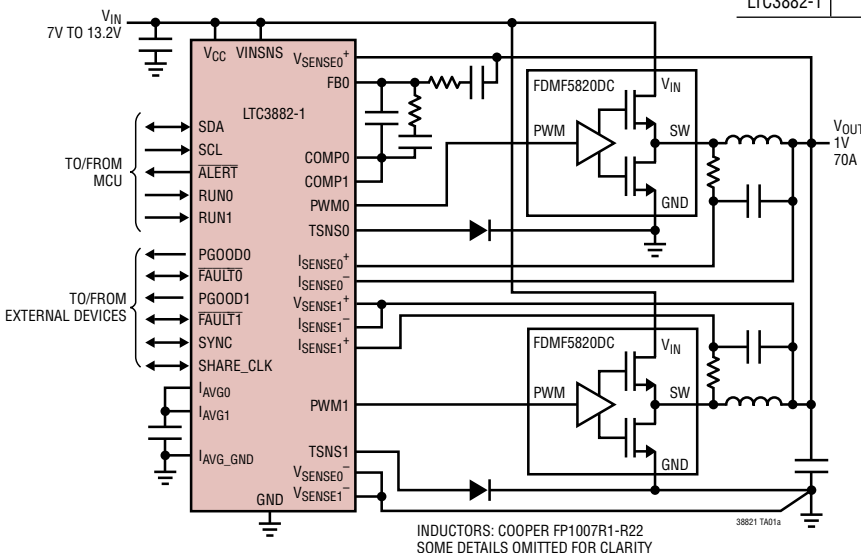 LTC3882-1
VIN
7V TO 13.2V
VCC VINSNS
VSENSE0+
FB0
LTC3882-1
SDA
SCL
ALERT
RUN0
RUN1
TO/FROM
MCU
COMP0
COMP1
PWM0
TSNS0
ISENSE0+
ISENSE0–
VSENSE1+
ISENSE1–
ISENSE1+
PGOOD0
FAULT0
PGOOD1
FAULT1
SYNC
SHARE_CLK
TO/FROM
EXTERNAL DEVICES
IAVG0
IAVG1
IAVG_GND
PWM1
TSNS1
VSENSE0–
VSENSE1–
GND
FDMF5820DC
VIN
PWM
SW
GND
VOUT
1V
70A
FDMF5820DC
VIN
PWM
SW
GND
38821 TA01a
INDUCTORS: COOPER FP1007R1-R22
SOME DETAILS OMITTED FOR CLARITY